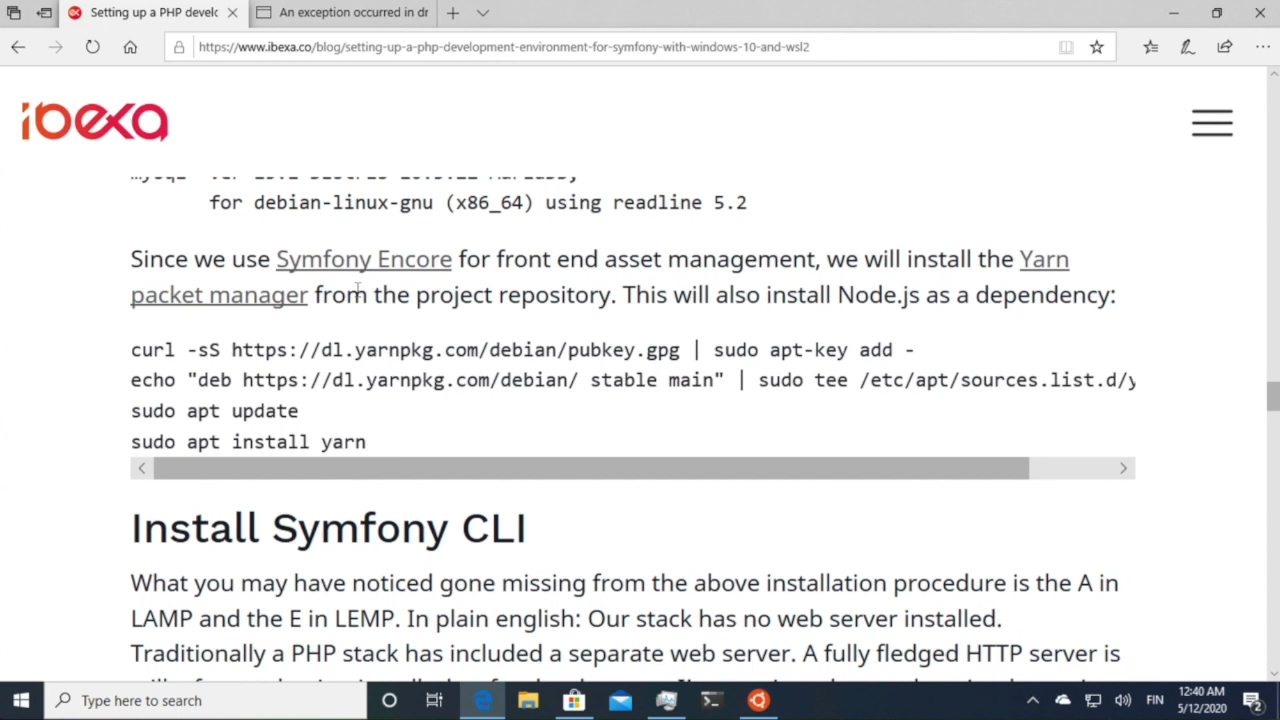 Setting up a PHP develo
An exception occurred in dr
https://www.ibexa.co/blog/setting-up-a-php-development-environment-for-symfony-with-windows-10-and-wsl2
ibexa
for debian-linux-gnu (x86_64) using readline 5.2
Since we use Symfony Encore for front end asset management, we will install the Yarn
packet manager from the project repository. This will also install Node.js as a dependency:
curl -sS https://dl.yarnpkg.com/debian/pubkey.gpg | sudo apt-key add -
echo "deb https://dl.yarnpkg.com/debian/ stable main" | sudo tee /etc/apt/sources.list.d/y
sudo apt update
sudo apt install yarn
Install Symfony CLI
What you may have noticed gone missing from the above installation procedure is the A in
LAMP and the E in LEMP. In plain english: Our stack has no web server installed.
Traditionally a PHP stack has included a separate web server. A fully fledged HTTP server is
Type here to search
FIN
12:40 AM
5/12/2020
2